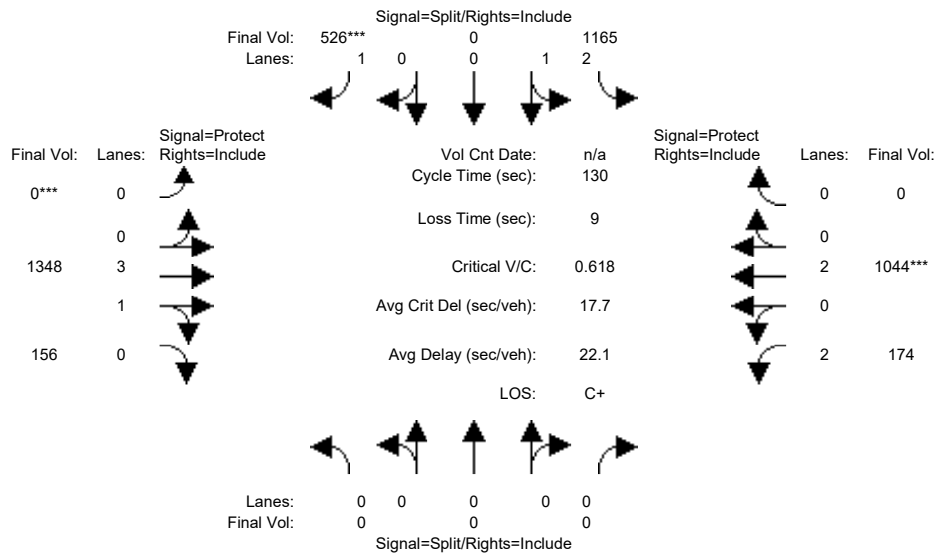 Signal=Split/Rights=Include
Final Vol: 526*** 0 1165
Lanes: 1 0 0 1 2
Signal=Protect
Final Vol: Lanes: Rights=Include
Vol Cnt Date: n/a
Signal=Protect
Rights=Include Lanes: Final Vol:
Cycle Time (sec): 130
0*** 0
0 0
Loss Time (sec): 9
0
0
1348 3
Critical V/C: 0.618
2 1044***
1
Avg Crit Del (sec/veh): 17.7
0
156 0
Avg Delay (sec/veh): 22.1
2 174
LOS: C+
Lanes: 0 0 0 0 0
Final Vol: 0 0 0
Signal=Split/Rights=Include